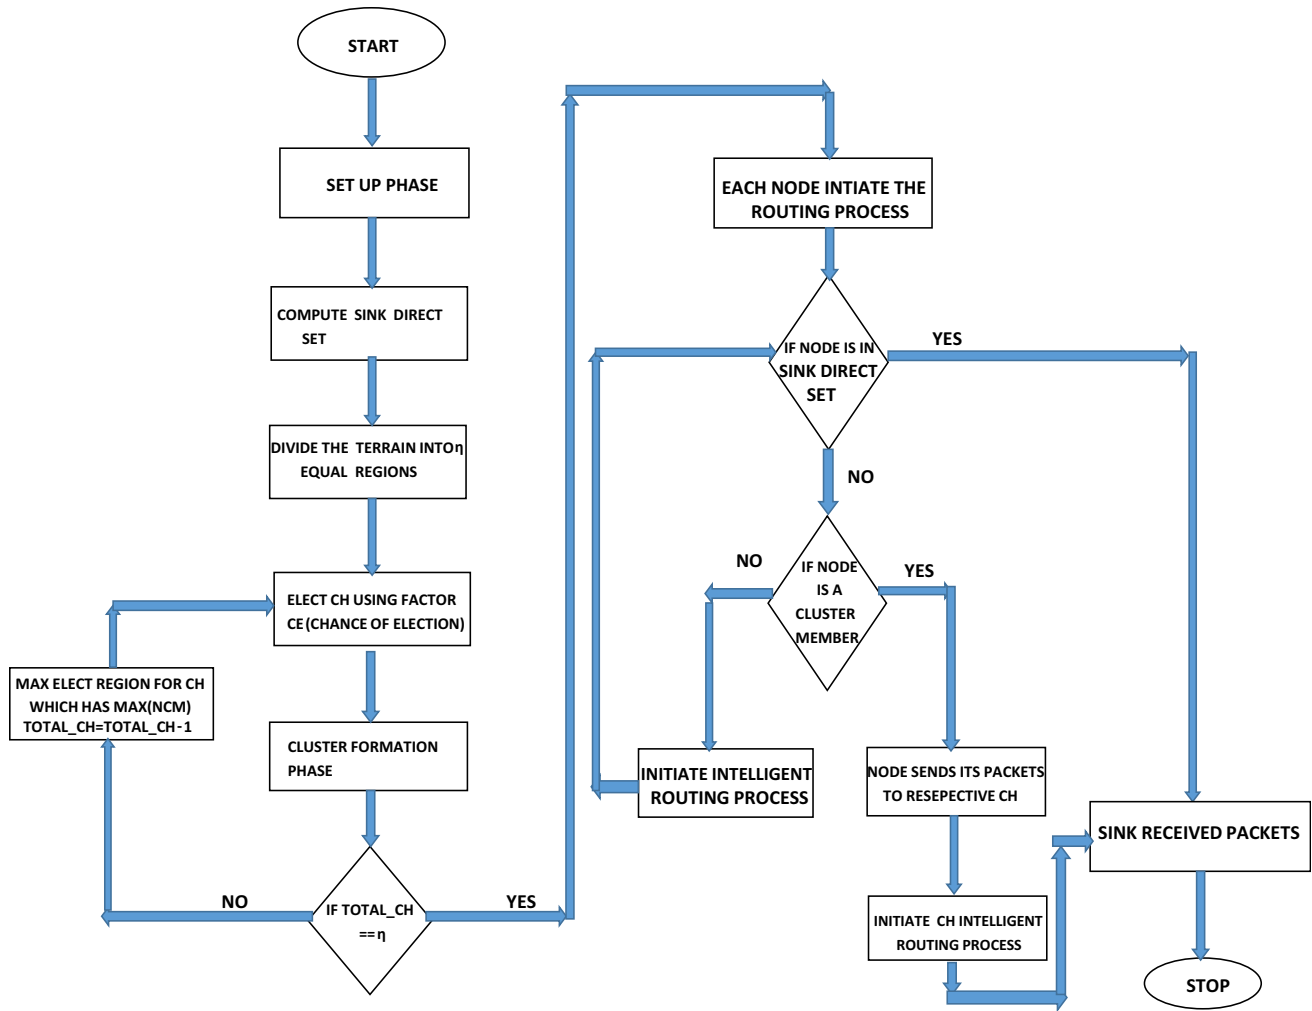 START
SET UP PHASE
COMPUTE SINK DIRECT
SET
DIVIDE THE TERRAIN INTO η
EQUAL REGIONS
ELECT CH USING FACTOR
CE (CHANCE OF ELECTION)
MAX ELECT REGION FOR CH
WHICH HAS MAX(NCM)
TOTAL_CH=TOTAL_CH-1
CLUSTER FORMATION
PHASE
NO
IF TOTAL_CH
== η
YES
EACH NODE INTIATE THE
ROUTING PROCESS
IF NODE IS IN
SINK DIRECT
SET
YES
NO
IF NODE
IS A
CLUSTER
MEMBER
NO
YES
INITIATE INTELLIGENT
ROUTING PROCESS
NODE SENDS ITS PACKETS
TO RESEPECTIVE CH
INITIATE CH INTELLIGENT
ROUTING PROCESS
SINK RECEIVED PACKETS
STOP